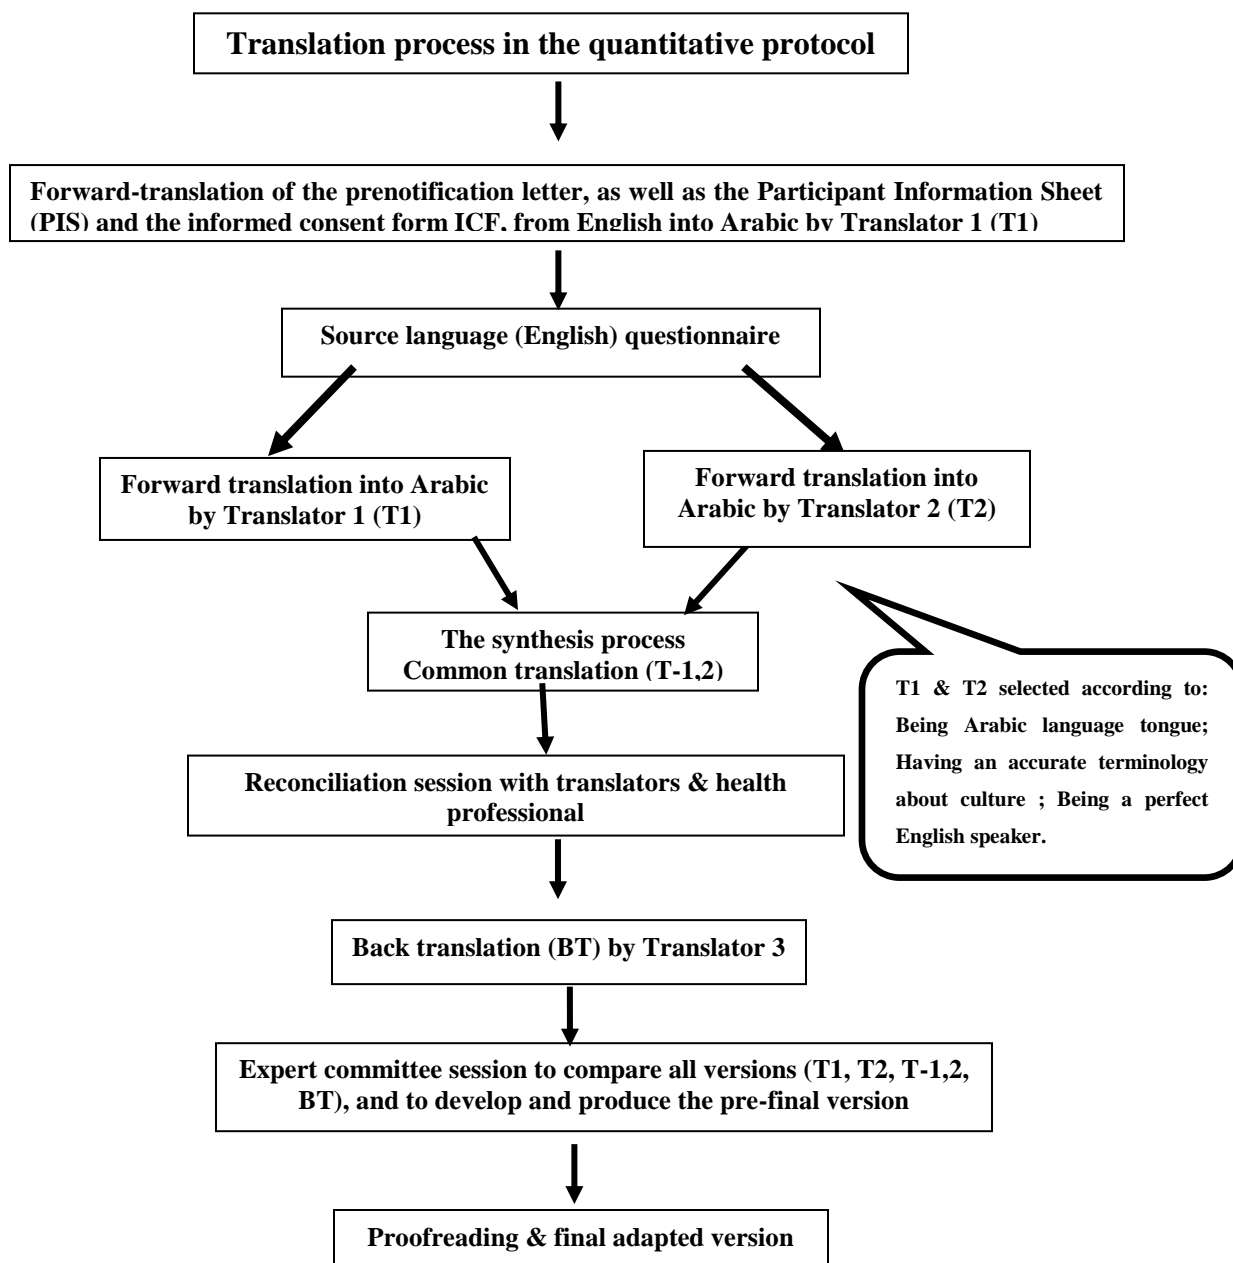 Translation process in the quantitative protocol
Forward-translation of the prenotification letter, as well as the Participant Information Sheet
(PIS) and the informed consent form ICF, from English into Arabic by Translator 1 (T1)
Source language (English) questionnaire
Forward translation into Arabic
by Translator 1 (T1)
Forward translation into
Arabic by Translator 2 (T2)
The synthesis process
Common translation (T-1,2)
T1 & T2 selected according to:
Being Arabic language tongue;
Having an accurate terminology
about culture ; Being a perfect
English speaker.
Reconciliation session with translators & health
professional
Back translation (BT) by Translator 3
Expert committee session to compare all versions (T1, T2, T-1,2,
BT), and to develop and produce the pre-final version
Proofreading & final adapted version